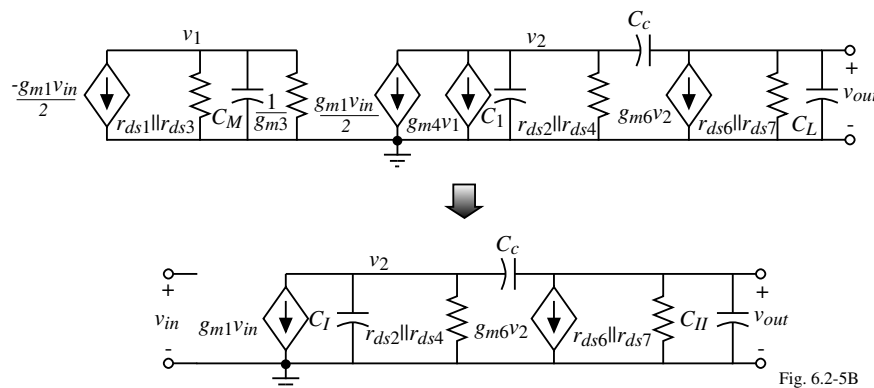 v1
v2
Cc
-gm1vin
2
rds1||rds3
CM
1
gm3
gm1vin
2
gm4v1
C1
rds2||rds4
gm6v2
rds6||rds7
CL
+
vout
-
v2
Cc
+
vin
-
gm1vin
CI
rds2||rds4
gm6v2
rds6||rds7
CII
+
vout
-
Fig. 6.2-5B